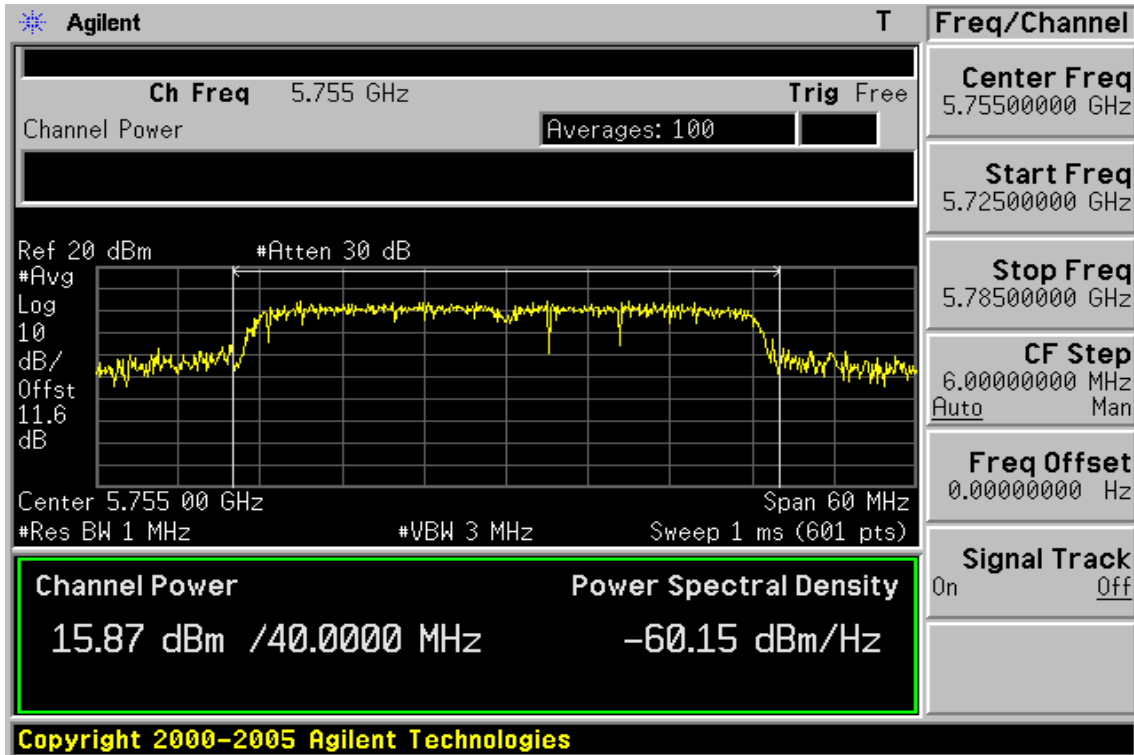 Agilent T
Ch Freq 5.755 GHz Trig Free
Channel Power Averages: 100
Ref 20 dBm #Atten 30 dB
#Avg
Log
10
dB/
Offst
11.6
dB
Center 5.755 00 GHz Span 60 MHz
#Res BW 1 MHz #VBW 3 MHz Sweep 1 ms (601 pts)
Channel Power Power Spectral Density
15.87 dBm /40.0000 MHz -60.15 dBm/Hz
Copyright 2000-2005 Agilent Technologies
Freq/Channel
Center Freq
5.75500000 GHz
Start Freq
5.72500000 GHz
Stop Freq
5.78500000 GHz
CF Step
6.00000000 MHz
Auto Man
Freq Offset
0.00000000 Hz
Signal Track
On Off